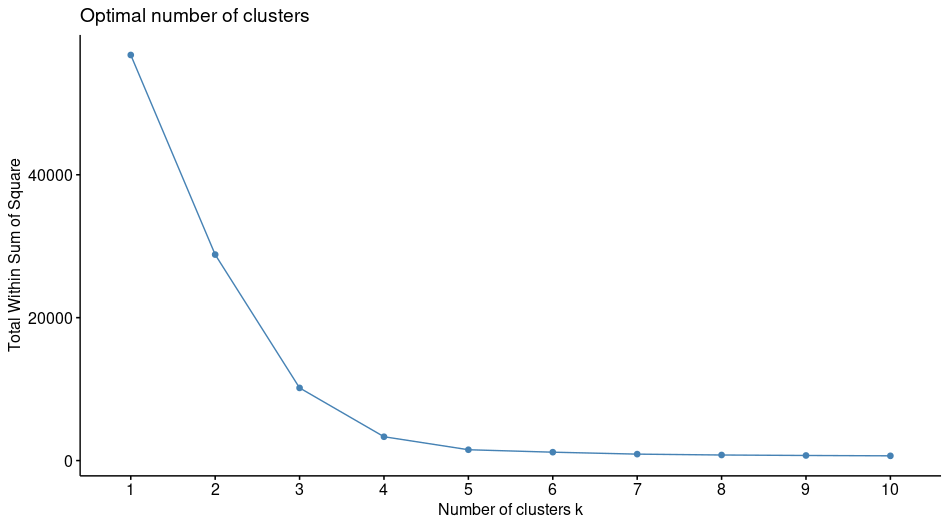 Optimal number of clusters
Total Within Sum of Square
40000
20000
0
1 2 3 4 5 6 7 8 9 10
Number of clusters k